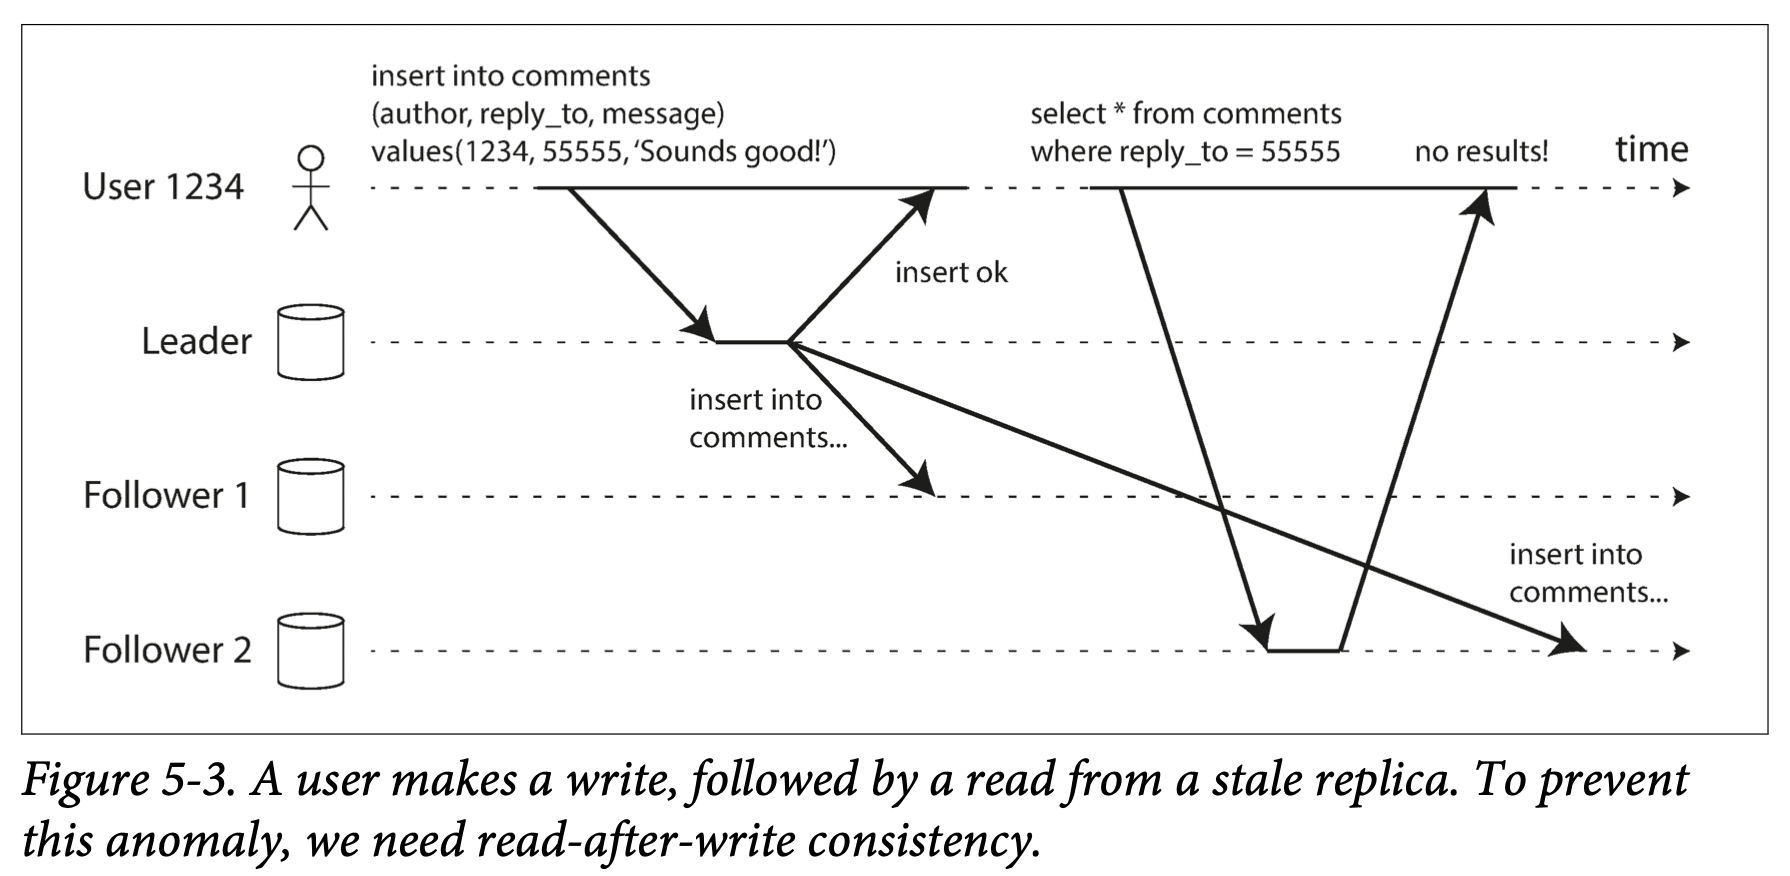 insert into comments
(author, reply_to, message)
values(1234, 55555, ‘Sounds good!’)
select * from comments
where reply_to = 55555
no results!
time
User 1234
insert ok
Leader
insert into
comments...
Follower 1
insert into
comments...
Follower 2
Figure 5-3. A user makes a write, followed by a read from a stale replica. To prevent
this anomaly, we need read-after-write consistency.